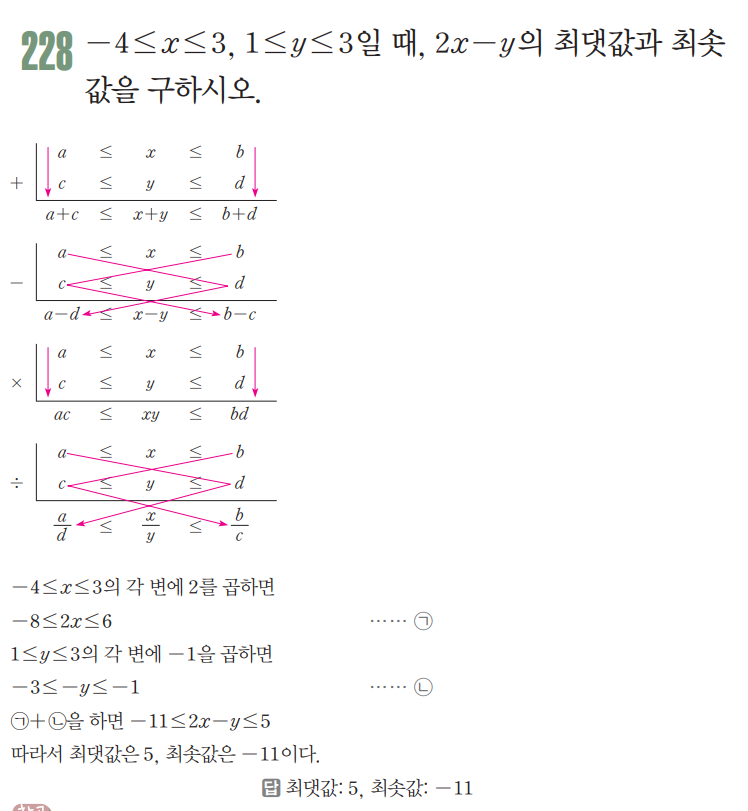 228 −4≤x≤3, 1≤y≤3일 때, 2x−y의 최댓값과 최솟
값을 구하시오.
a ≤ x ≤ b
+ c ≤ y ≤ d
a+c ≤ x+y ≤ b+d
a ≤ x ≤ b
− c ≤ y ≤ d
a−d ≤ x−y ≤ b−c
a ≤ x ≤ b
× c ≤ y ≤ d
ac ≤ xy ≤ bd
a ≤ x ≤ b
÷ c ≤ y ≤ d
a/d ≤ x/y ≤ b/c
−4≤x≤3의 각 변에 2를 곱하면
−8≤2x≤6 …… ㉠
1≤y≤3의 각 변에 −1을 곱하면
−3≤−y≤−1 …… ㉡
㉠+㉡을 하면 −11≤2x−y≤5
따라서 최댓값은 5, 최솟값은 −11이다.
답 최댓값: 5, 최솟값: −11